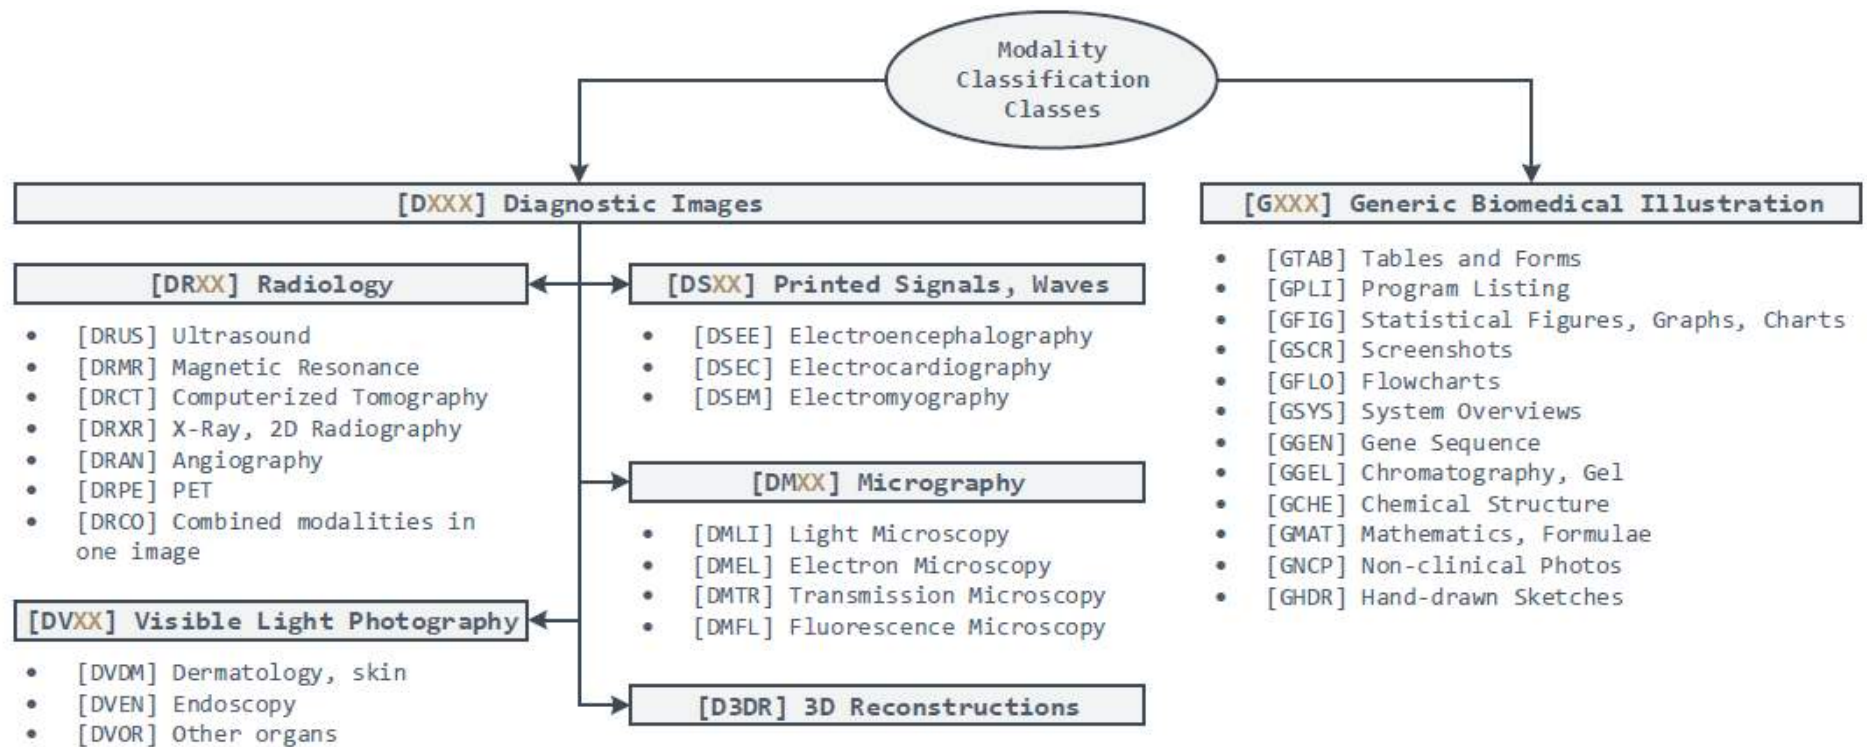 Modality
Classification
Classes
[DXXX] Diagnostic Images
[DRXX] Radiology
• [DRUS] Ultrasound
• [DRMR] Magnetic Resonance
• [DRCT] Computerized Tomography
• [DRXR] X-Ray, 2D Radiography
• [DRAN] Angiography
• [DRPE] PET
• [DRCO] Combined modalities in
one image
[DVXX] Visible Light Photography
• [DVDM] Dermatology, skin
• [DVEN] Endoscopy
• [DVOR] Other organs
[DSXX] Printed Signals, Waves
• [DSEE] Electroencephalography
• [DSEC] Electrocardiography
• [DSEM] Electromyography
[DMXX] Micrography
• [DMLI] Light Microscopy
• [DMEL] Electron Microscopy
• [DMTR] Transmission Microscopy
• [DMFL] Fluorescence Microscopy
[D3DR] 3D Reconstructions
[GXXX] Generic Biomedical Illustration
• [GTAB] Tables and Forms
• [GPLI] Program Listing
• [GFIG] Statistical Figures, Graphs, Charts
• [GSCR] Screenshots
• [GFLO] Flowcharts
• [GSYS] System Overviews
• [GGEN] Gene Sequence
• [GGEL] Chromatography, Gel
• [GCHE] Chemical Structure
• [GMAT] Mathematics, Formulae
• [GNCP] Non-clinical Photos
• [GHDR] Hand-drawn Sketches